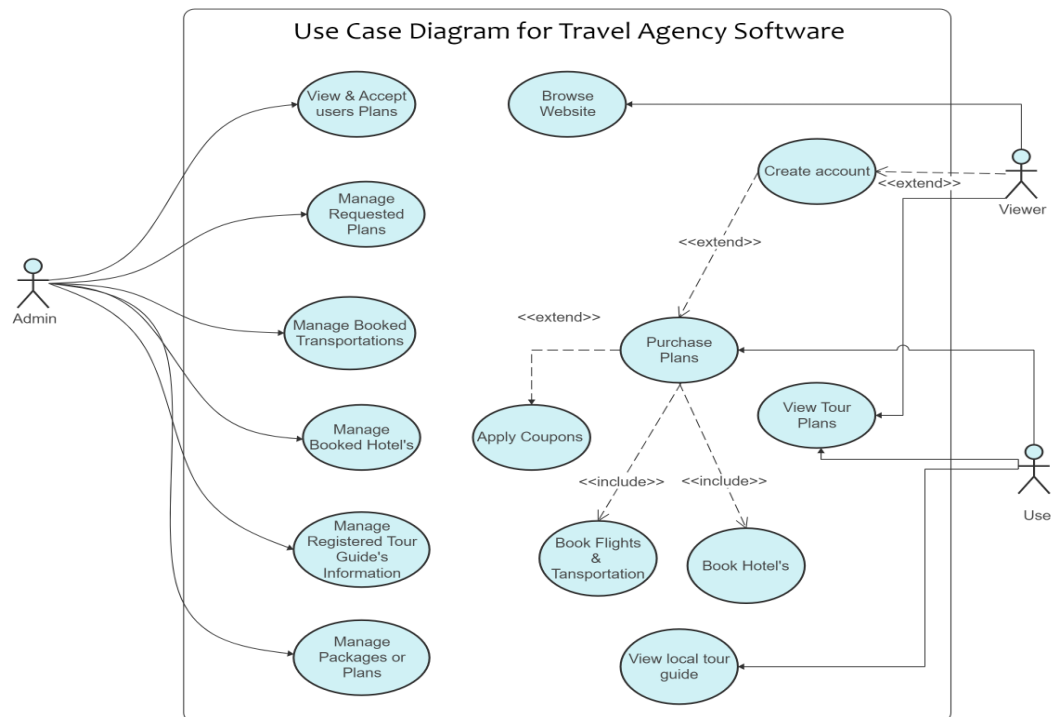 Use Case Diagram for Travel Agency Software
View & Accept
users Plans
Browse
Website
Create account
<<extend>>
Viewer
Manage
Requested
Plans
<<extend>>
Admin
Manage Booked
Transportations
<<extend>>
Purchase
Plans
View Tour
Plans
Manage
Booked Hotel's
Apply Coupons
<<include>>
<<include>>
Use
Manage
Registered Tour
Guide's
Information
Book Flights
&
Tansportation
Book Hotel's
Manage
Packages or
Plans
View local tour
guide